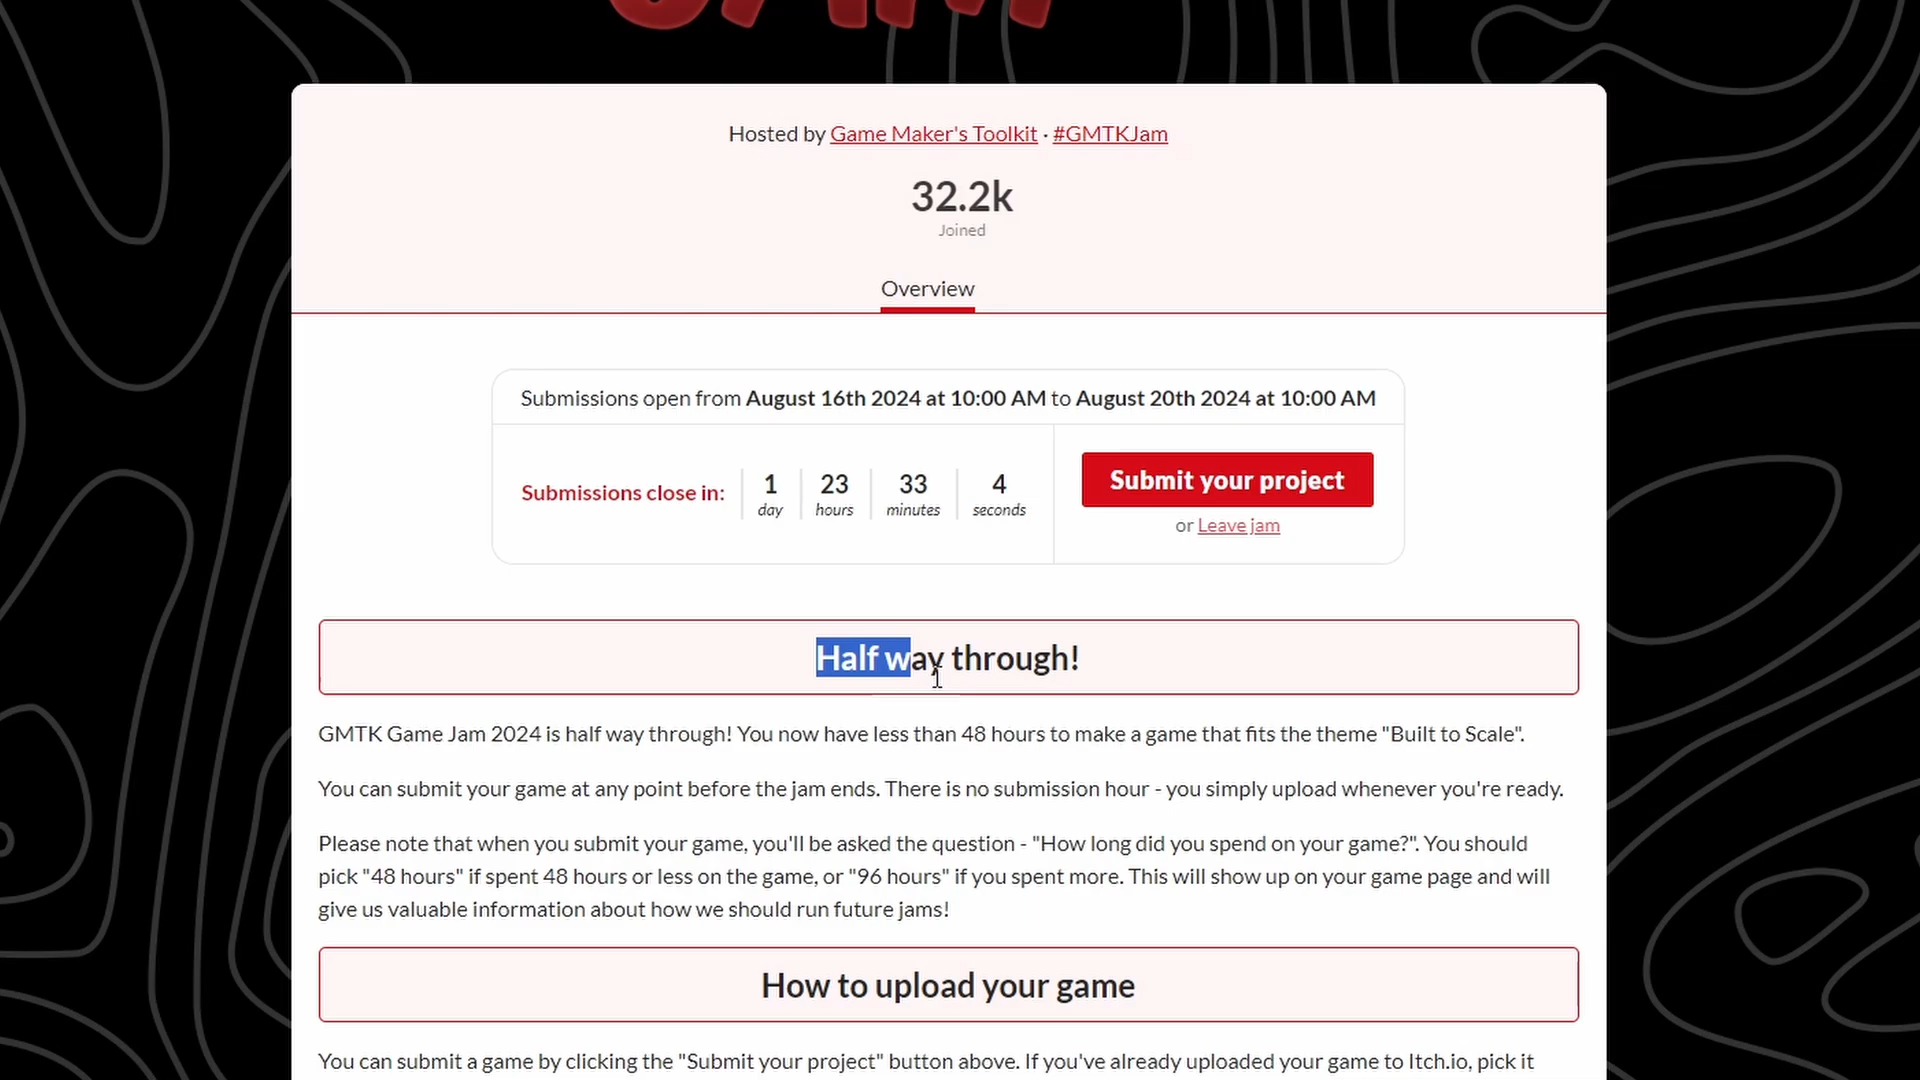 JAM
Hosted by Game Maker's Toolkit · #GMTKJam
32.2k
Joined
Overview
Submissions open from August 16th 2024 at 10:00 AM to August 20th 2024 at 10:00 AM
Submissions close in:
1 day
23 hours
33 minutes
4 seconds
Submit your project
or Leave jam
Half way through!
GMTK Game Jam 2024 is half way through! You now have less than 48 hours to make a game that fits the theme "Built to Scale".
You can submit your game at any point before the jam ends. There is no submission hour - you simply upload whenever you're ready.
Please note that when you submit your game, you'll be asked the question - "How long did you spend on your game?". You should
pick "48 hours" if spent 48 hours or less on the game, or "96 hours" if you spent more. This will show up on your game page and will
give us valuable information about how we should run future jams!
How to upload your game
You can submit a game by clicking the "Submit your project" button above. If you've already uploaded your game to Itch.io, pick it